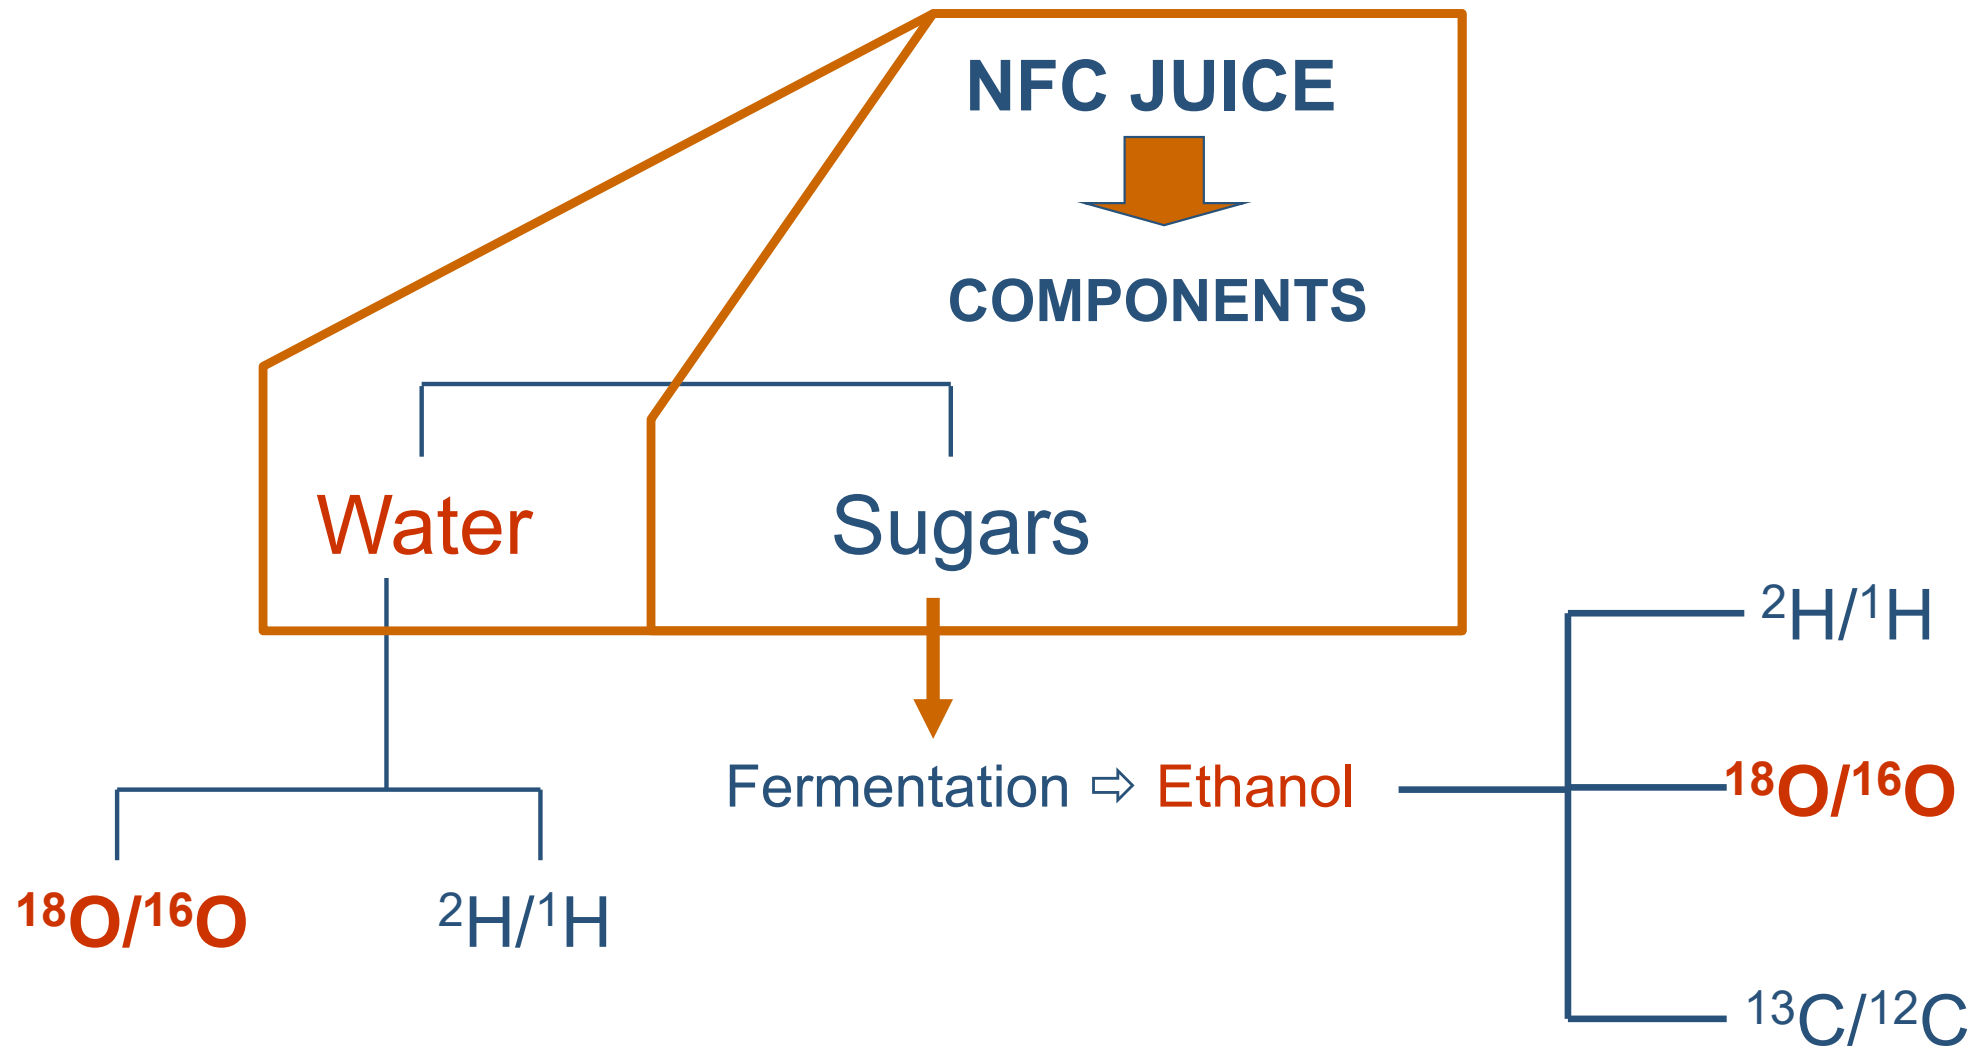 NFC JUICE
COMPONENTS
Water
Sugars
²H/¹H
Fermentation ⇨ Ethanol
¹⁸O/¹⁶O
¹⁸O/¹⁶O
²H/¹H
¹³C/¹²C